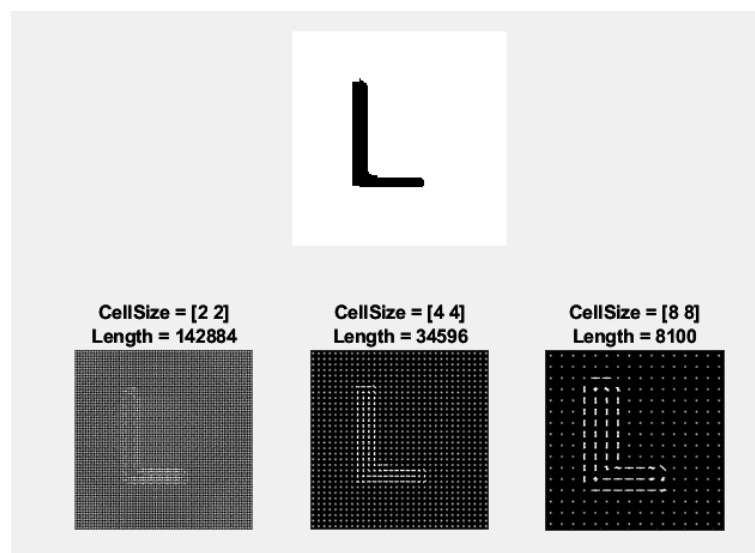 L
CellSize = [2 2]
Length = 142884
CellSize = [4 4]
Length = 34596
CellSize = [8 8]
Length = 8100